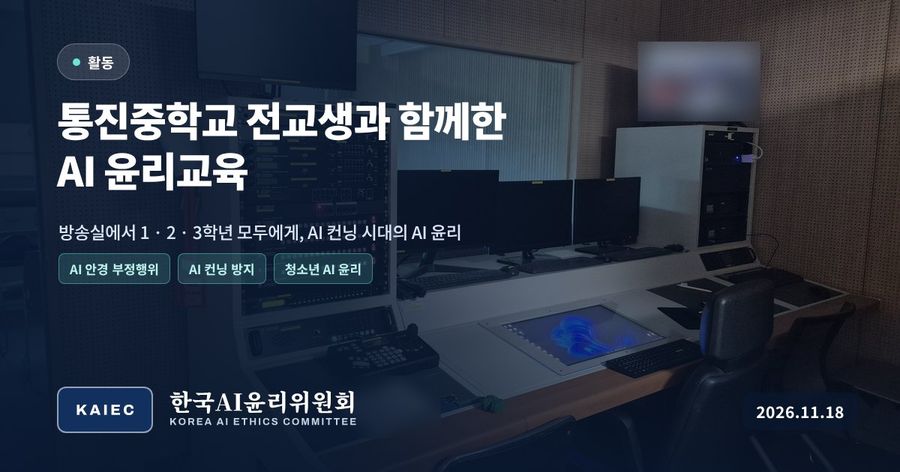 활동
통진중학교 전교생과 함께한
AI 윤리교육
방송실에서 1 · 2 · 3학년 모두에게, AI 컨닝 시대의 AI 윤리
AI 안경 부정행위
AI 컨닝 방지
청소년 AI 윤리
KAIEC
한국AI윤리위원회
KOREA AI ETHICS COMMITTEE
2026.11.18